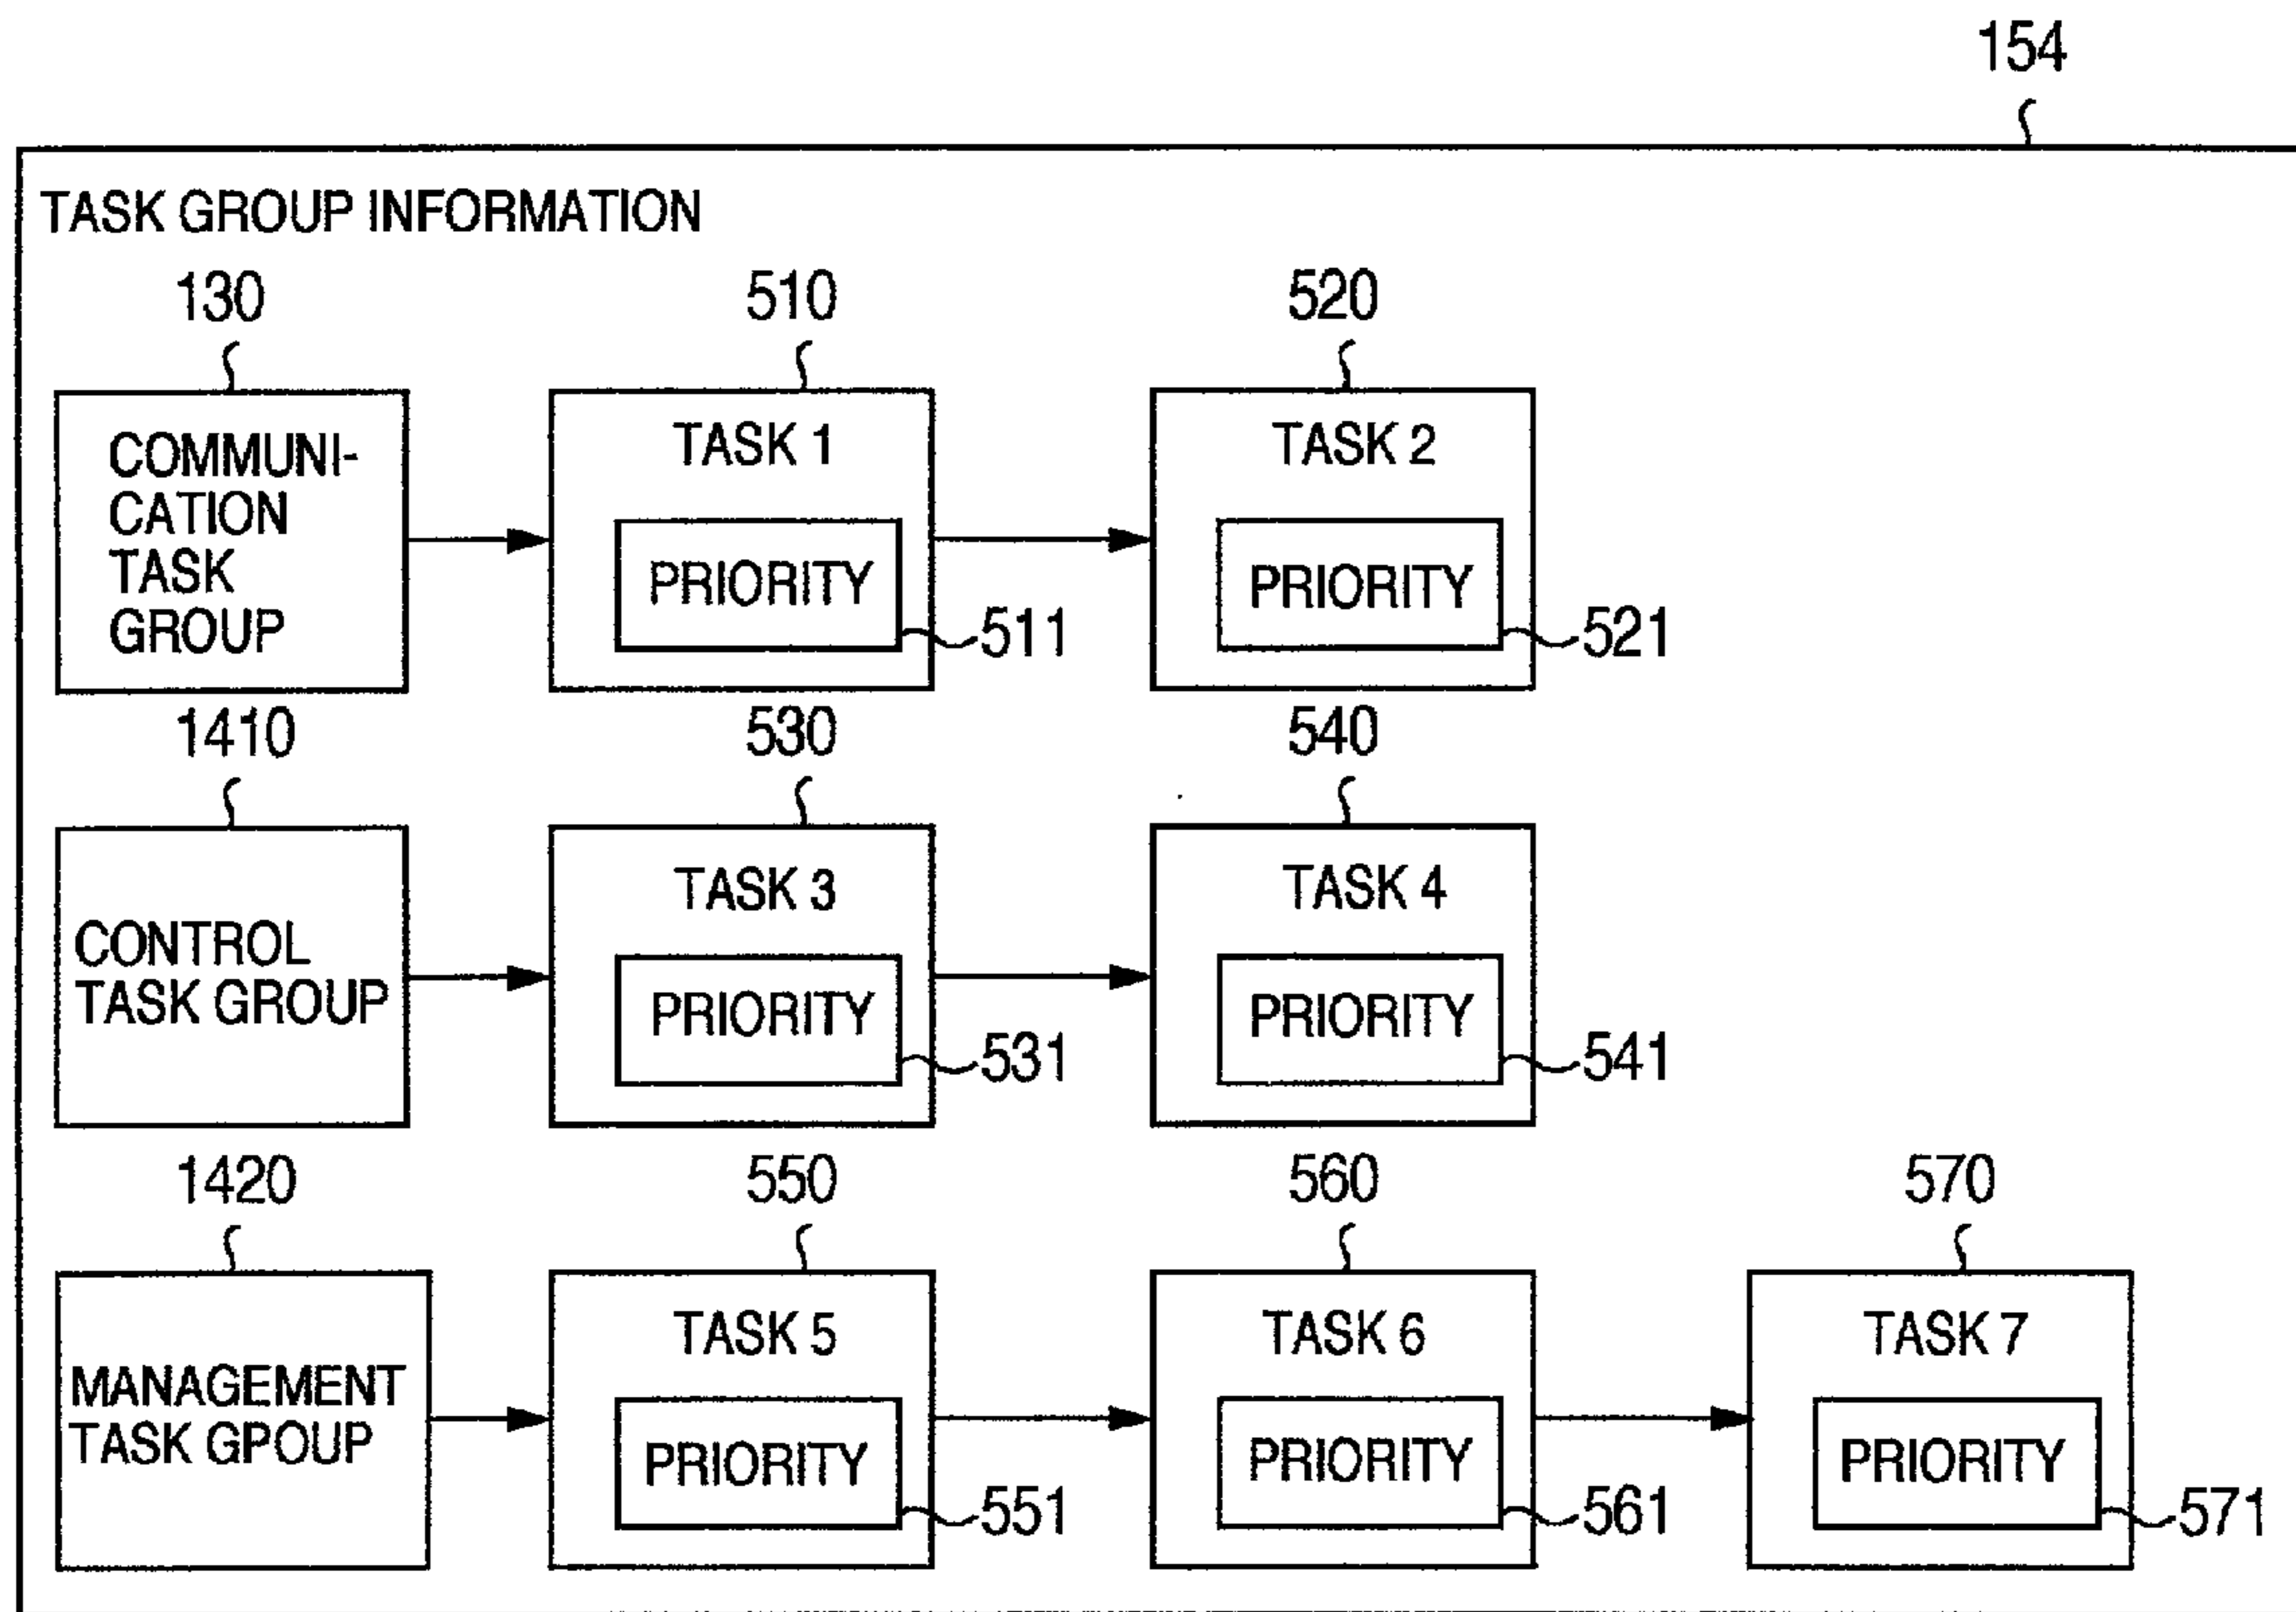 154
TASK GROUP INFORMATION
130
510
520
COMMUNI-
CATION
TASK
GROUP
TASK 1
PRIORITY
511
TASK 2
PRIORITY
521
1410
530
540
CONTROL
TASK GROUP
TASK 3
PRIORITY
531
TASK 4
PRIORITY
541
1420
550
560
570
MANAGEMENT
TASK GPOUP
TASK 5
PRIORITY
551
TASK 6
PRIORITY
561
TASK 7
PRIORITY
571